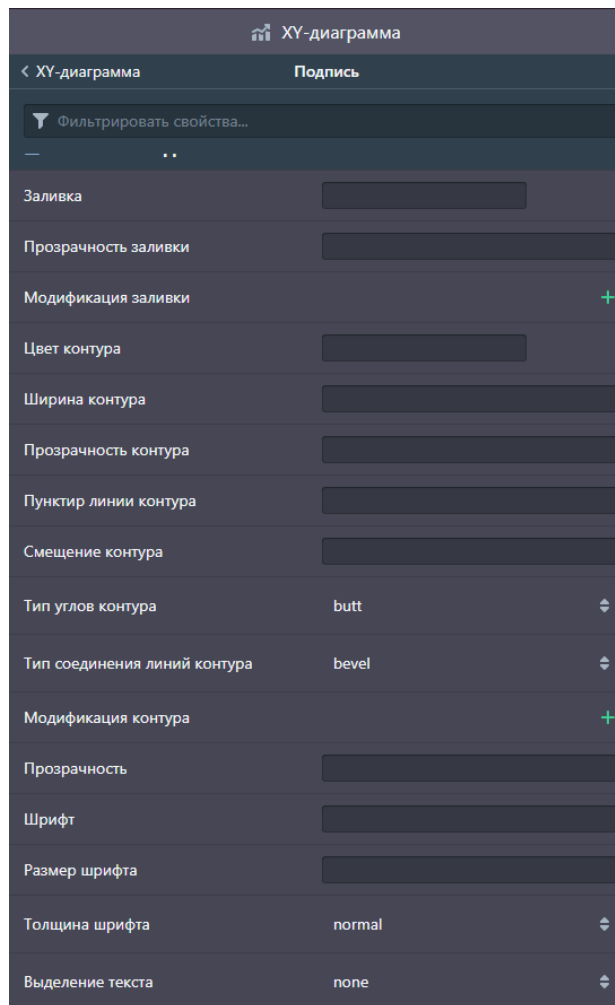 XY-диаграмма
< XY-диаграмма Подпись
Фильтровать свойства...
Заливка
Прозрачность заливки
Модификация заливки +
Цвет контура
Ширина контура
Прозрачность контура
Пунктир линии контура
Смещение контура
Тип углов контура butt
Тип соединения линий контура bevel
Модификация контура +
Прозрачность
Шрифт
Размер шрифта
Толщина шрифта normal
Выделение текста none